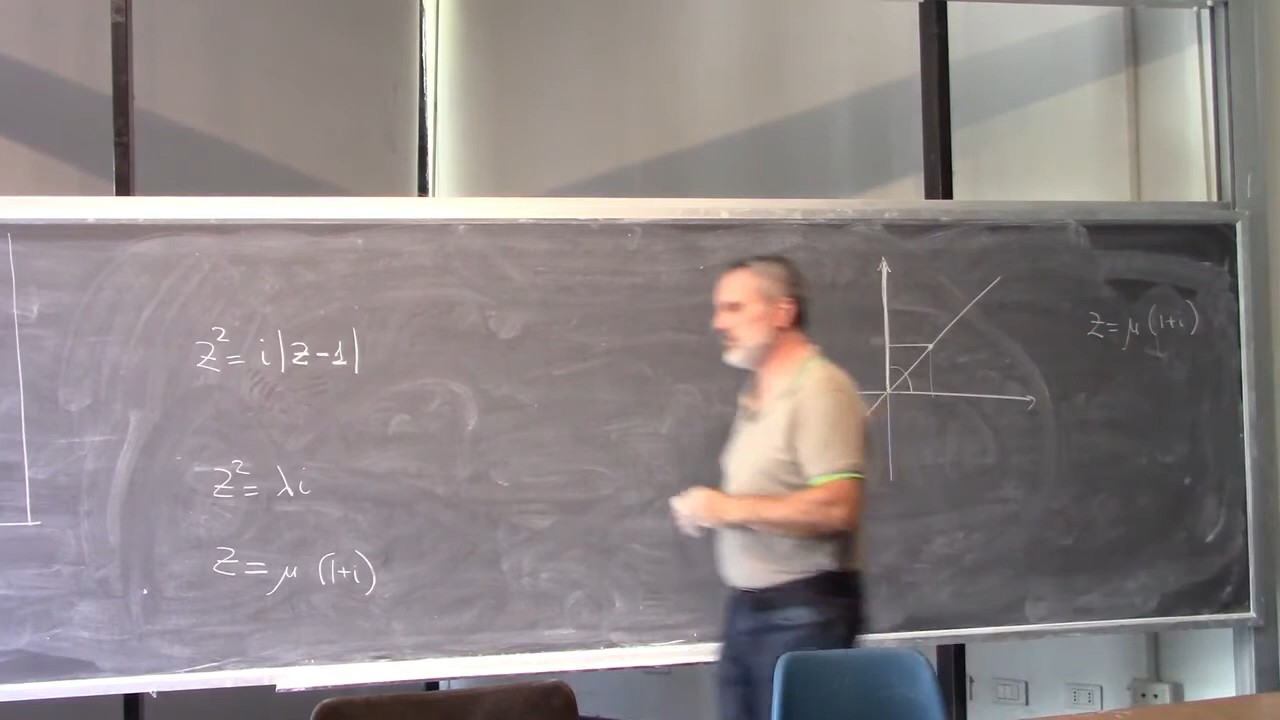 z² = i|z-1|
z² = λi
z = μ (1+i)
z = μ (1+i)